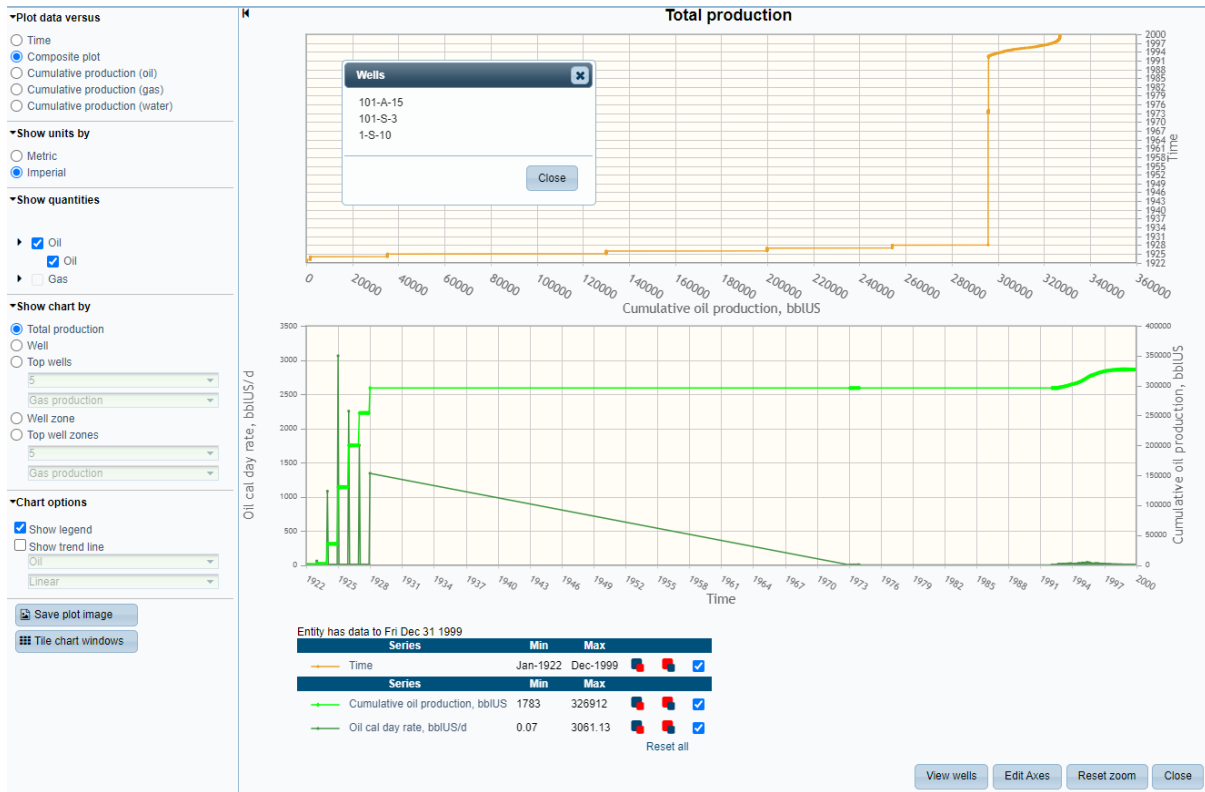 Plot data versus
Time
Composite plot
Cumulative production (oil)
Cumulative production (gas)
Cumulative production (water)
Show units by
Metric
Imperial
Show quantities
Oil
Oil
Gas
Show chart by
Total production
Well
Top wells
5
Gas production
Well zone
Top well zones
5
Gas production
Chart options
Show legend
Show trend line
Oil
Linear
Save plot image
Tile chart windows
Total production
Wells
101-A-15
101-S-3
1-S-10
Close
2000
1997
1994
1991
1988
1985
1982
1979
1976
1973
1970
1967
1964
1961
1958
1955
1952
1949
1946
1943
1940
1937
1934
1931
1928
1925
1922
Time
0 20000 40000 60000 80000 100000 120000 140000 160000 180000 200000 220000 240000 260000 280000 300000 320000 340000 360000
Cumulative oil production, bblUS
3500
3000
2500
2000
1500
1000
500
0
Oil cal day rate, bblUS/d
400000
350000
300000
250000
200000
150000
100000
50000
0
Cumulative oil production, bblUS
1922 1925 1928 1931 1934 1937 1940 1943 1946 1949 1952 1955 1958 1961 1964 1967 1970 1973 1976 1979 1982 1985 1988 1991 1994 1997 2000
Time
Entity has data to Fri Dec 31 1999
Series Min Max
Time Jan-1922 Dec-1999
Series Min Max
Cumulative oil production, bblUS 1783 326912
Oil cal day rate, bblUS/d 0.07 3061.13
Reset all
View wells Edit Axes Reset zoom Close